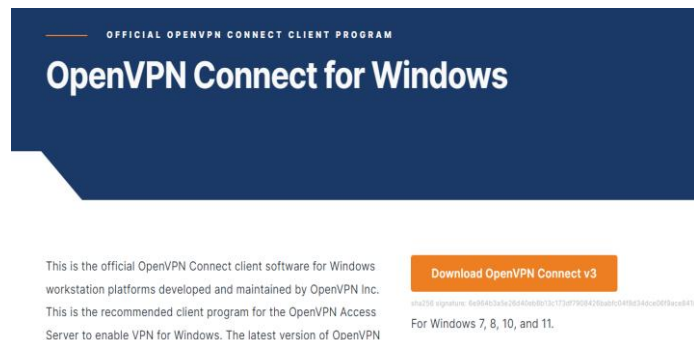 OFFICIAL OPENVPN CONNECT CLIENT PROGRAM
OpenVPN Connect for Windows
This is the official OpenVPN Connect client software for Windows
workstation platforms developed and maintained by OpenVPN Inc.
This is the recommended client program for the OpenVPN Access
Server to enable VPN for Windows. The latest version of OpenVPN
Download OpenVPN Connect v3
sha256 signature:
For Windows 7, 8, 10, and 11.